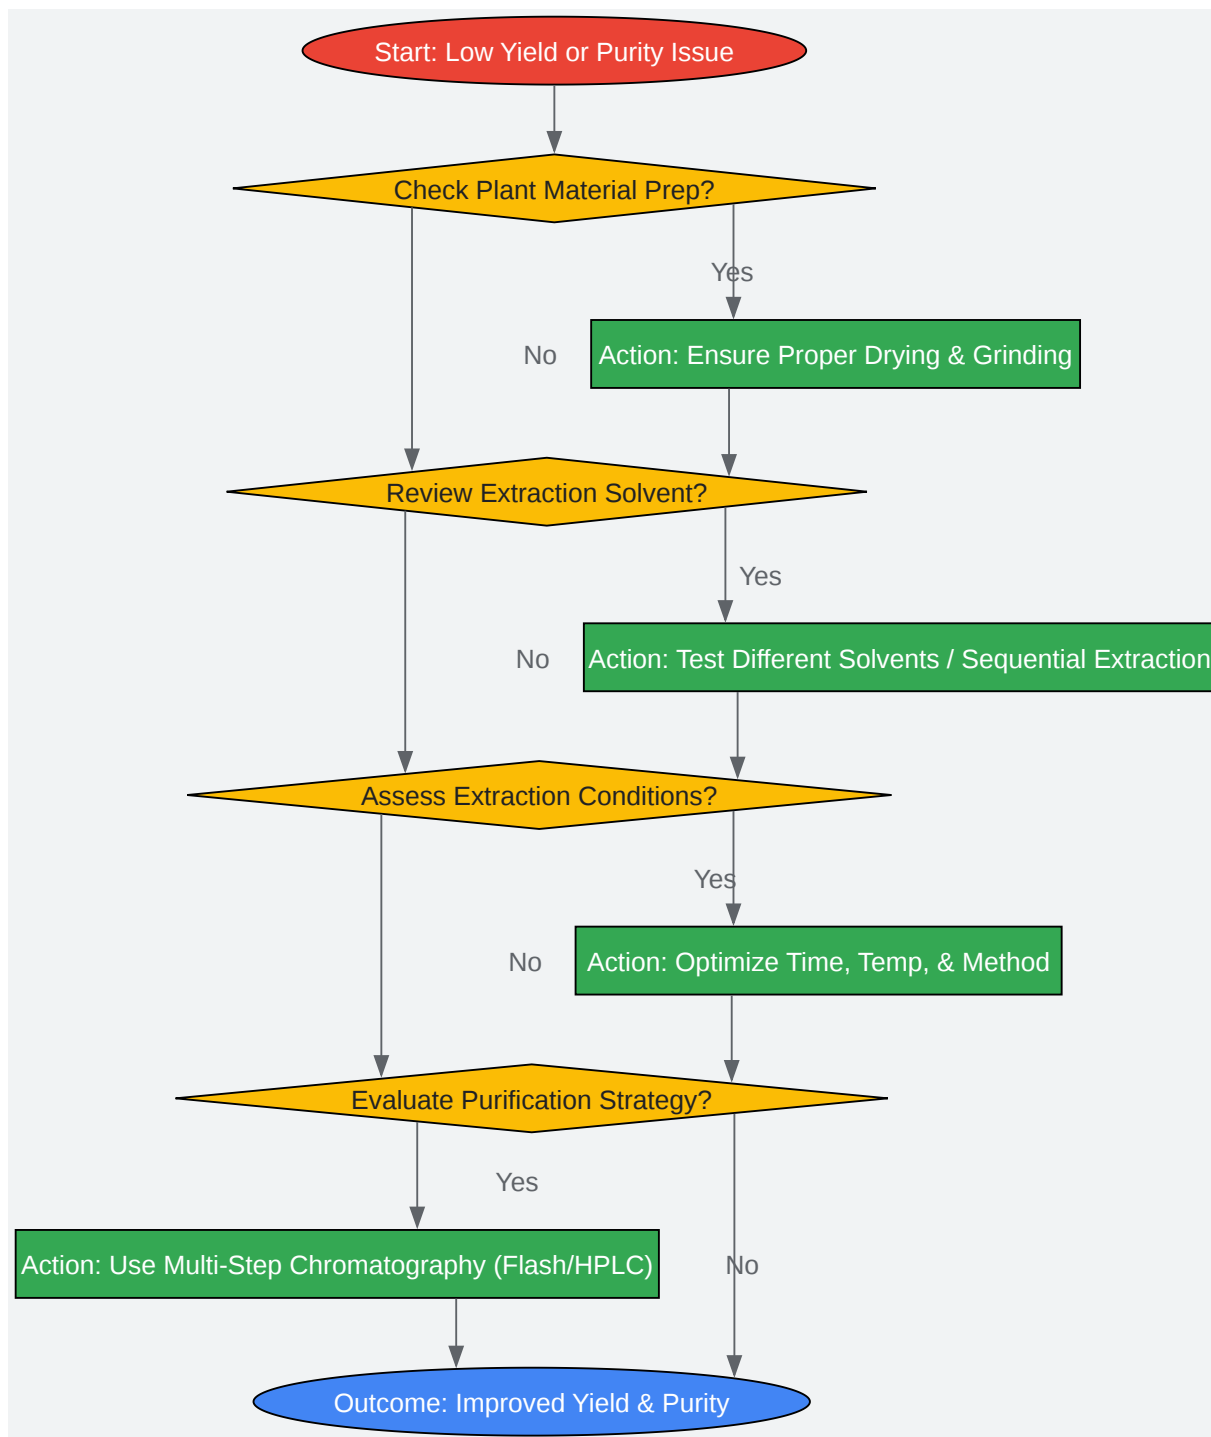 Start: Low Yield or Purity Issue
Check Plant Material Prep?
Yes
No
Action: Ensure Proper Drying & Grinding
Review Extraction Solvent?
Yes
No
Action: Test Different Solvents / Sequential Extraction
Assess Extraction Conditions?
Yes
No
Action: Optimize Time, Temp, & Method
Evaluate Purification Strategy?
Yes
Action: Use Multi-Step Chromatography (Flash/HPLC)
No
Outcome: Improved Yield & Purity